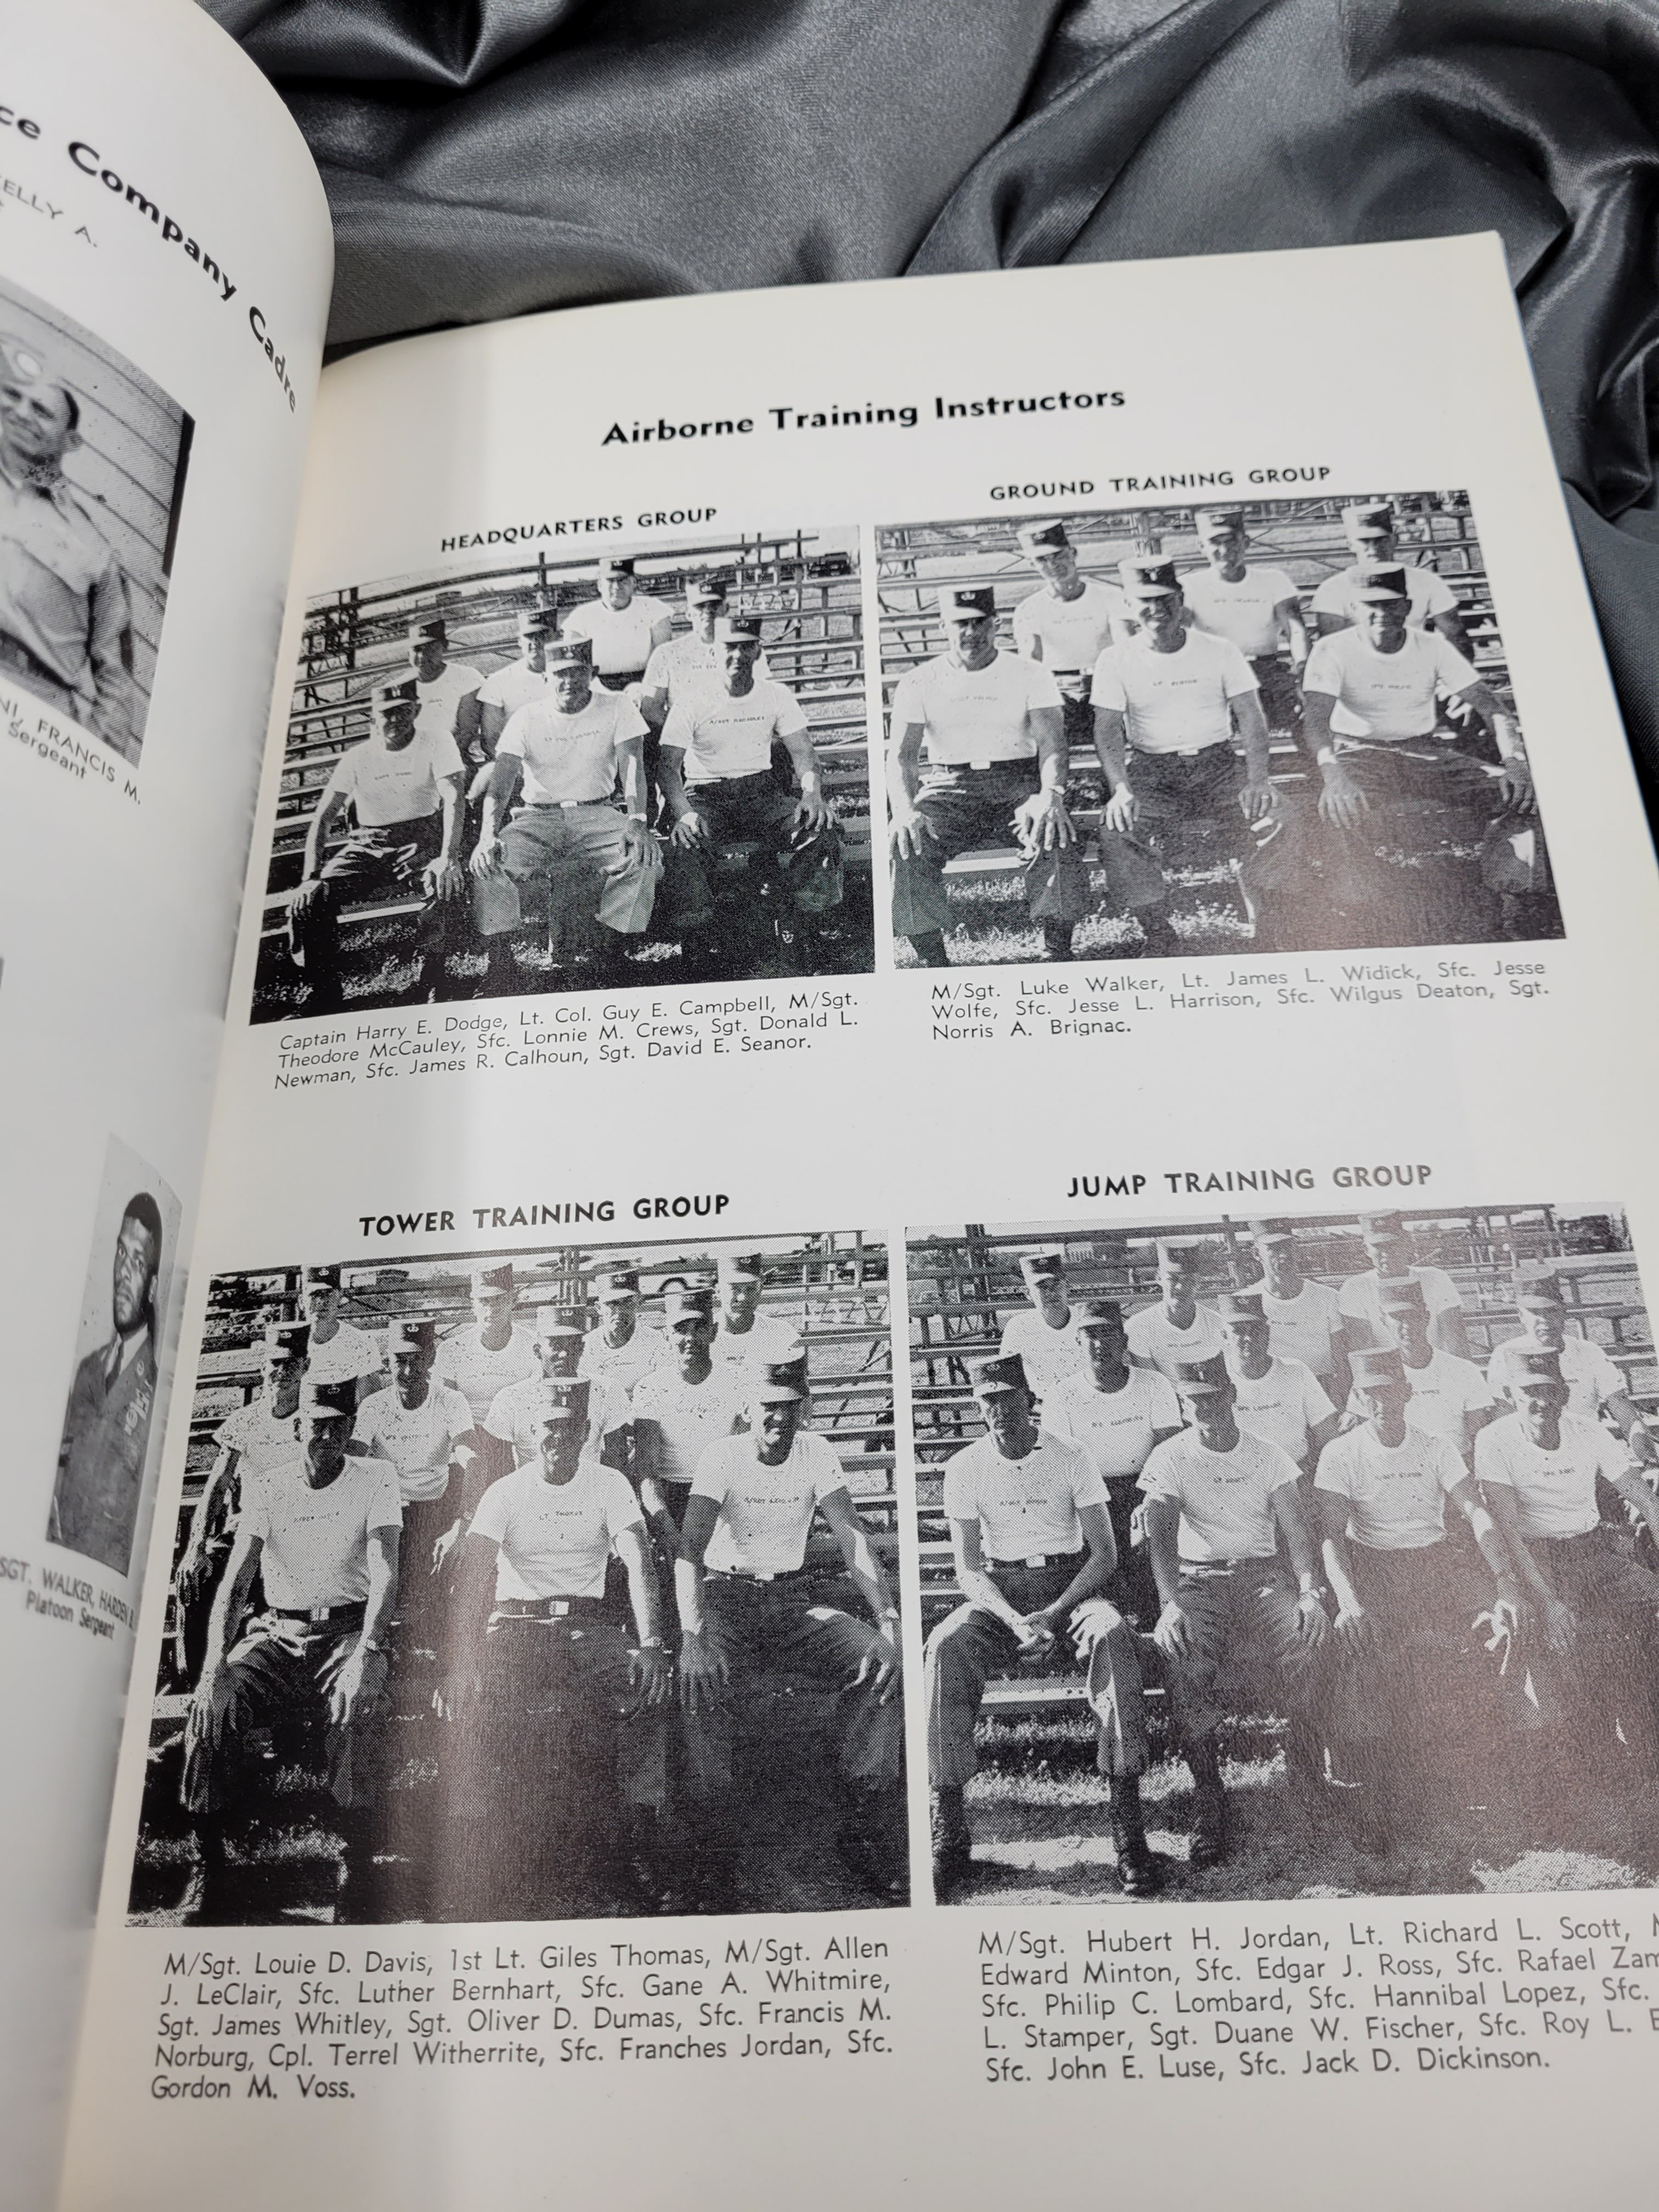 Company Cadre
KELLY A.
FRANCIS M.
Sergeant
SGT. WALKER, HARDEN
Platoon Sergeant
Airborne Training Instructors
HEADQUARTERS GROUP
Captain Harry E. Dodge, Lt. Col. Guy E. Campbell, M/Sgt.
Theodore McCauley, Sfc. Lonnie M. Crews, Sgt. Donald L.
Newman, Sfc. James R. Calhoun, Sgt. David E. Seanor.
GROUND TRAINING GROUP
M/Sgt. Luke Walker, Lt. James L. Widick, Sfc. Jesse
Wolfe, Sfc. Jesse L. Harrison, Sfc. Wilgus Deaton, Sgt.
Norris A. Brignac.
TOWER TRAINING GROUP
LT THOMAS
M/Sgt. Louie D. Davis, 1st Lt. Giles Thomas, M/Sgt. Allen
J. LeClair, Sfc. Luther Bernhart, Sfc. Gane A. Whitmire,
Sgt. James Whitley, Sgt. Oliver D. Dumas, Sfc. Francis M.
Norburg, Cpl. Terrel Witherrite, Sfc. Franches Jordan, Sfc.
Gordon M. Voss.
JUMP TRAINING GROUP
M/Sgt. Hubert H. Jordan, Lt. Richard L. Scott,
Edward Minton, Sfc. Edgar J. Ross, Sfc. Rafael
Sfc. Philip C. Lombard, Sfc. Hannibal Lopez, Sfc.
L. Stamper, Sgt. Duane W. Fischer, Sfc. Roy L.
Sfc. John E. Luse, Sfc. Jack D. Dickinson.